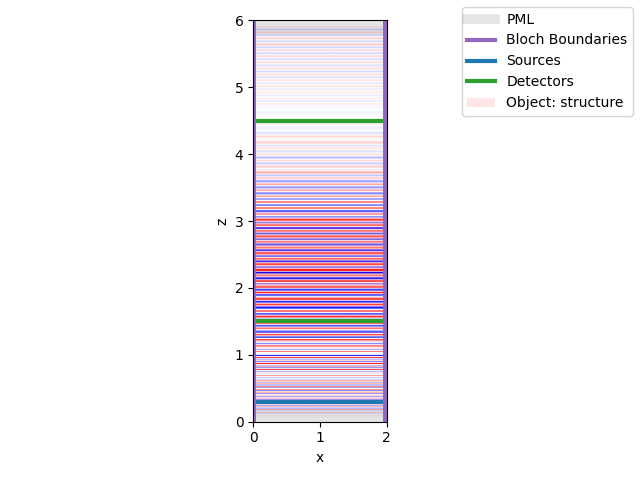 PML
Bloch Boundaries
Sources
Detectors
Object: structure
6
5
4
3
2
1
0
z
0 1 2
x